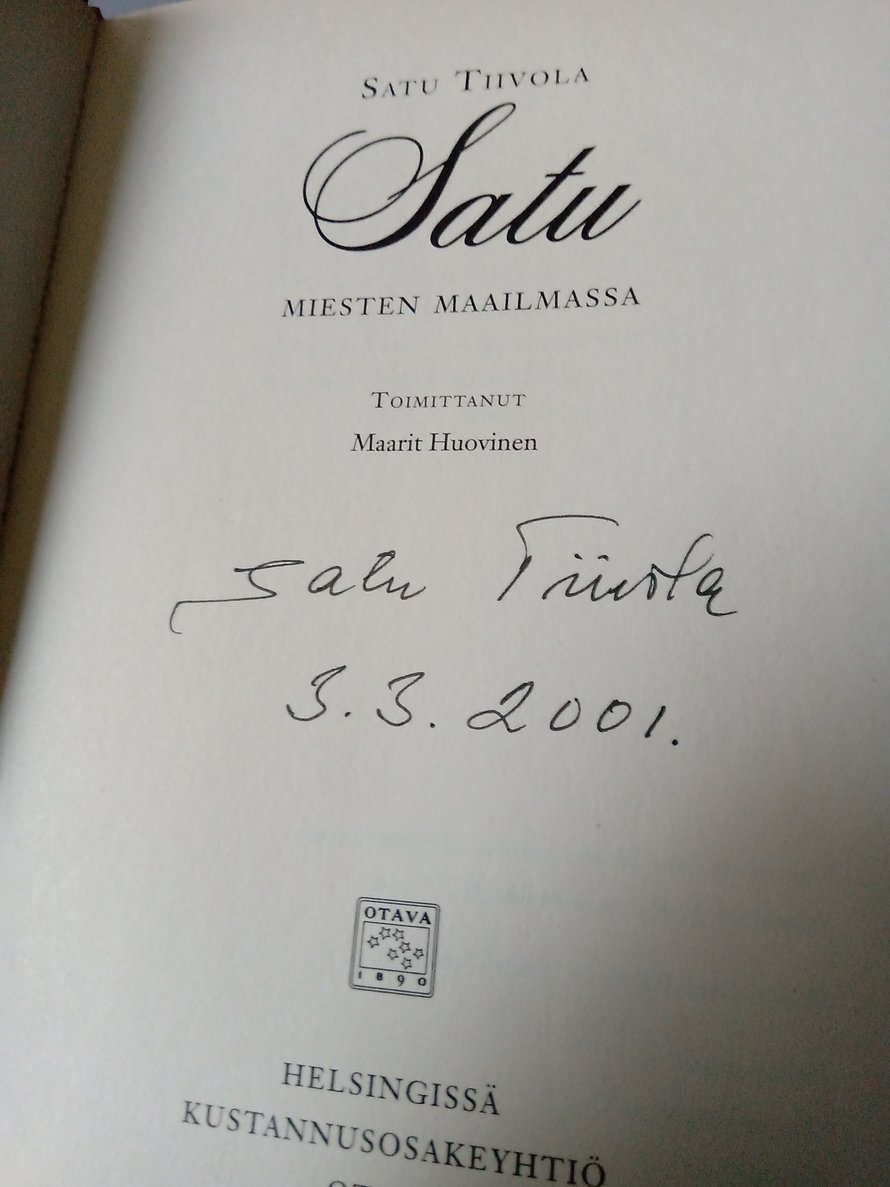 SATU TIIVOLA
Satu
MIESTEN MAAILMASSA
TOIMITTANUT
Maarit Huovinen
Satu Tiivola
3.3.2001.
OTAVA
1890
HELSINGISSÄ
KUSTANNUSOSAKEYHTIÖ